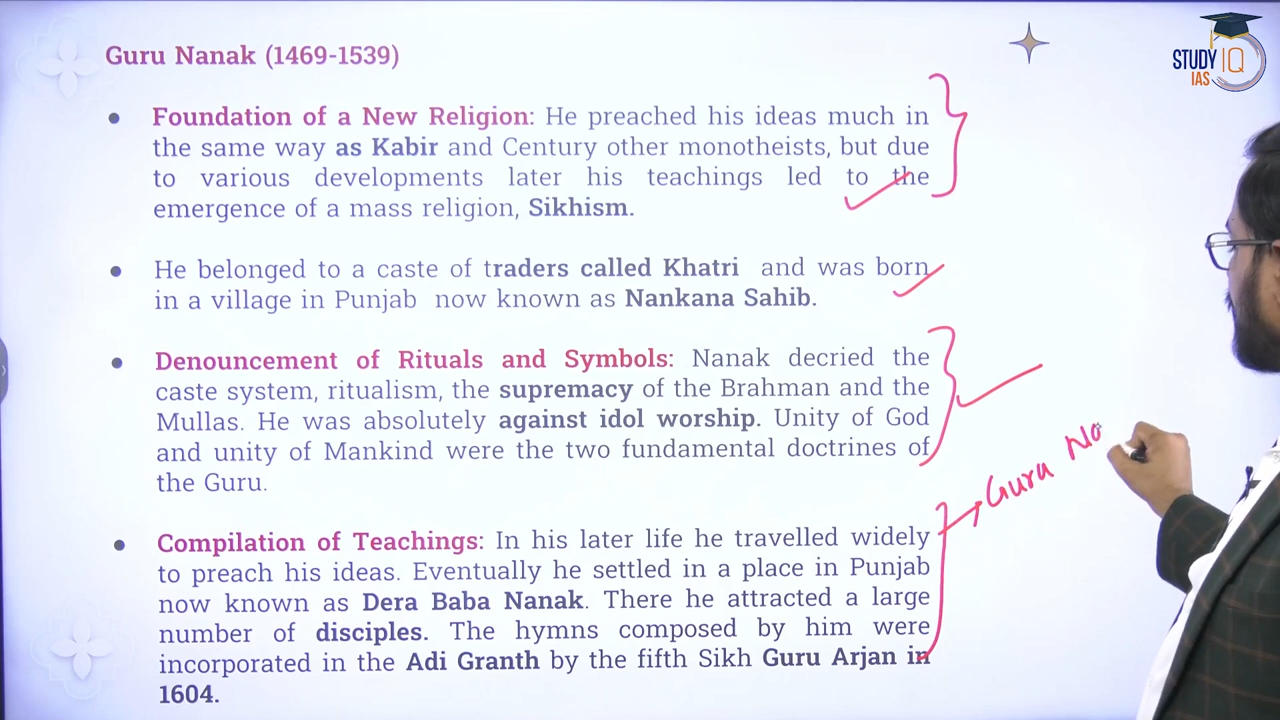 Guru Nanak (1469-1539)
STUDY IQ
IAS
• Foundation of a New Religion: He preached his ideas much in
the same way as Kabir and Century other monotheists, but due
to various developments later his teachings led to the
emergence of a mass religion, Sikhism.
• He belonged to a caste of traders called Khatri and was born
in a village in Punjab now known as Nankana Sahib.
• Denouncement of Rituals and Symbols: Nanak decried the
caste system, ritualism, the supremacy of the Brahman and the
Mullas. He was absolutely against idol worship. Unity of God
and unity of Mankind were the two fundamental doctrines of
the Guru.
Guru Na
• Compilation of Teachings: In his later life he travelled widely
to preach his ideas. Eventually he settled in a place in Punjab
now known as Dera Baba Nanak. There he attracted a large
number of disciples. The hymns composed by him were
incorporated in the Adi Granth by the fifth Sikh Guru Arjan in
1604.